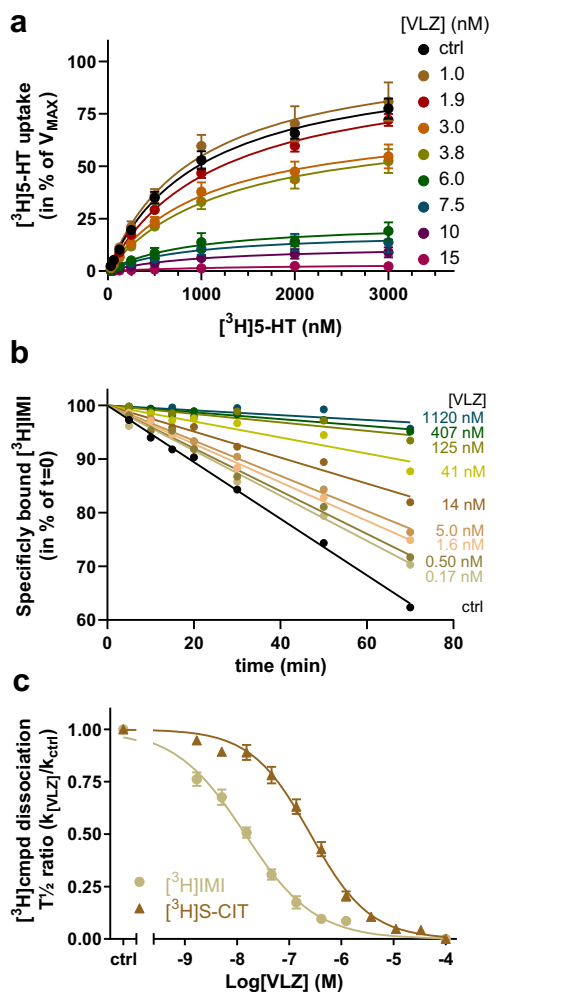 a
[VLZ] (nM)
ctrl
1.0
1.9
3.0
3.8
6.0
7.5
10
15
[³H]5-HT uptake
(in % of VMAX)
100
75
50
25
0
0 1000 2000 3000
[³H]5-HT (nM)
b
[VLZ]
1120 nM
407 nM
125 nM
41 nM
14 nM
5.0 nM
1.6 nM
0.50 nM
0.17 nM
ctrl
Specificly bound [³H]IMI
(in % of t=0)
100
90
80
70
60
0 20 40 60 80
time (min)
c
[³H]cmpd dissociation
T½ ratio (k[VLZ]/kctrl)
1.00
0.75
0.50
0.25
0.00
[³H]IMI
[³H]S-CIT
ctrl -9 -8 -7 -6 -5 -4
Log[VLZ] (M)